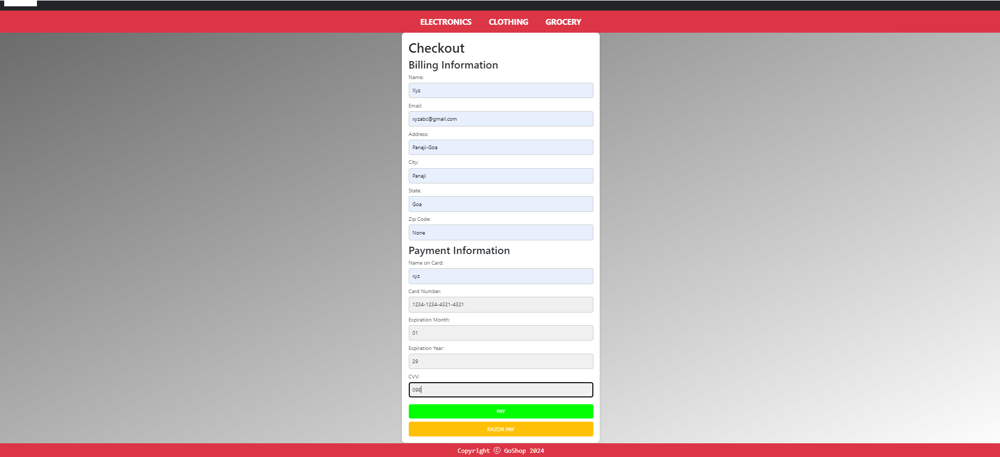 ELECTRONICS CLOTHING GROCERY
Checkout
Billing Information
Name:
Xyz
Email:
xyzabc@gmail.com
Address:
Panaji-Goa
City:
Panaji
State:
Goa
Zip Code:
None
Payment Information
Name on Card:
xyz
Card Number:
1234-1234-4321-4321
Expiration Month:
01
Expiration Year:
29
CVV:
098
PAY
RAZOR PAY
Copyright © GoShop 2024